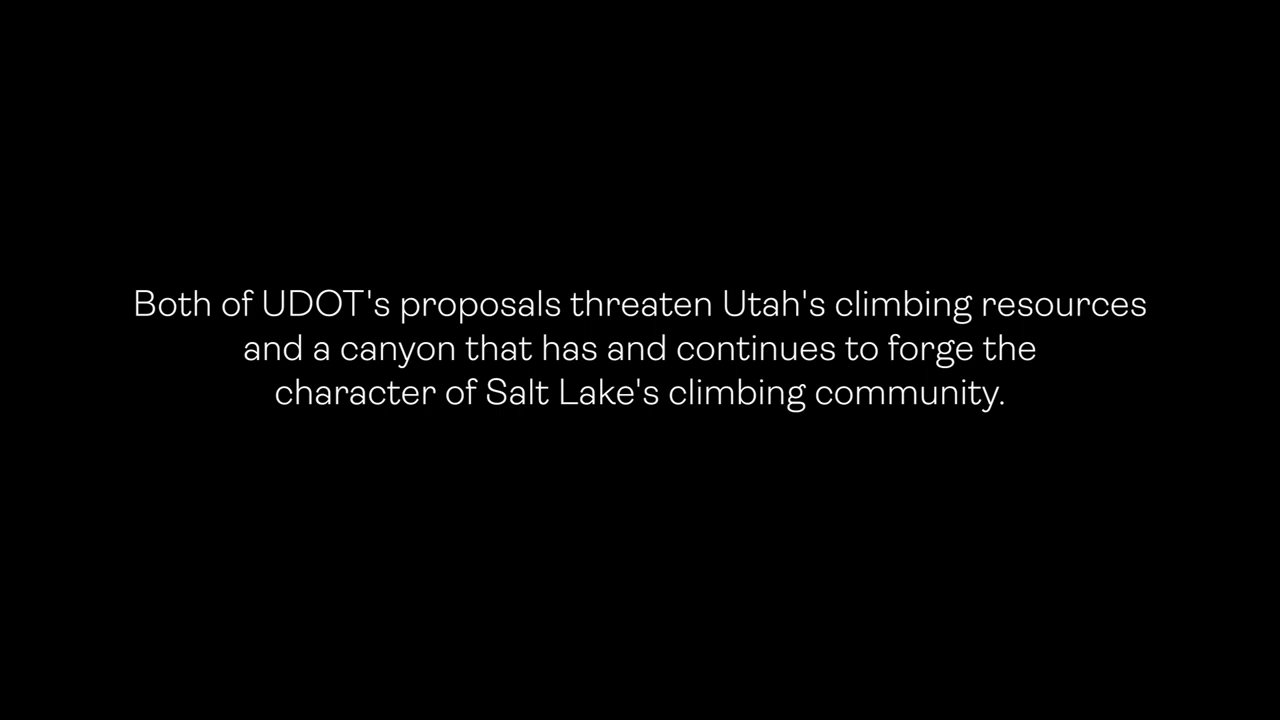 Both of UDOT's proposals threaten Utah's climbing resources
and a canyon that has and continues to forge the
character of Salt Lake's climbing community.